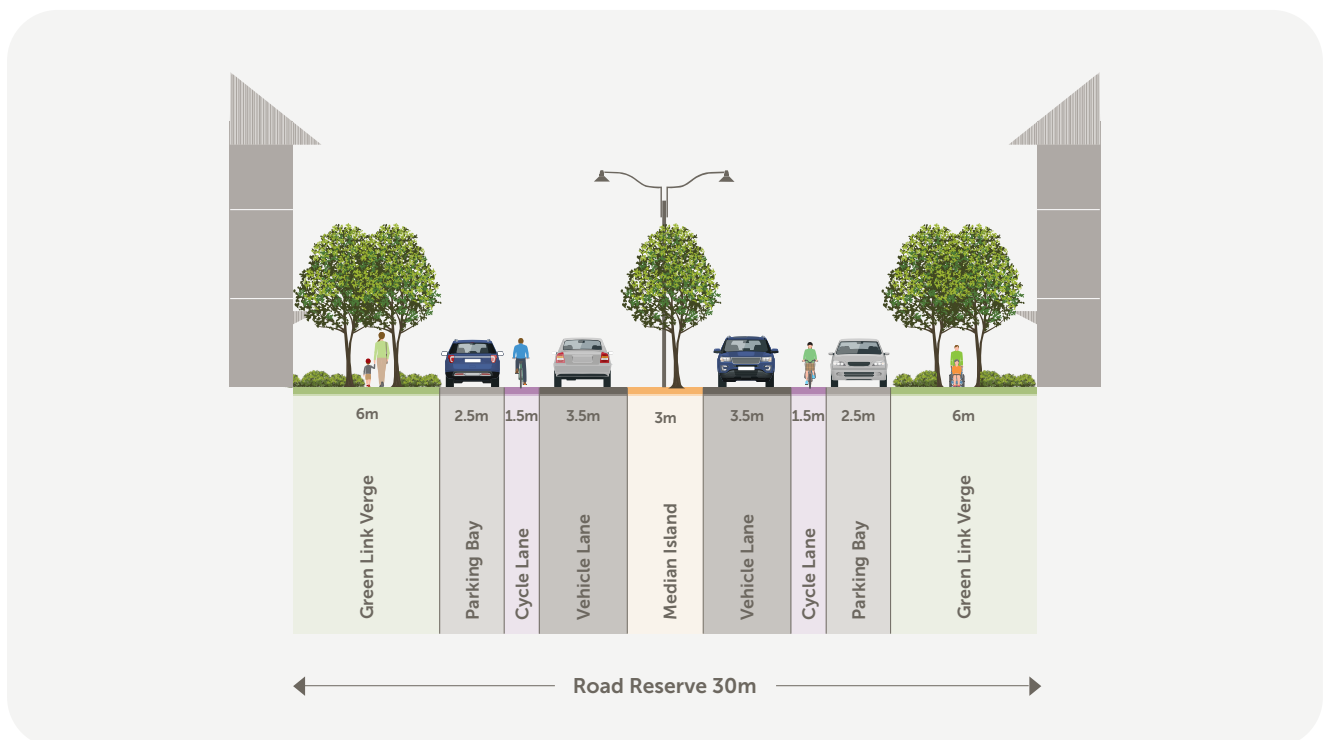 6m
2.5m
1.5m
3.5m
3m
3.5m
1.5m
2.5m
6m
Green Link Verge
Parking Bay
Cycle Lane
Vehicle Lane
Median Island
Vehicle Lane
Cycle Lane
Parking Bay
Green Link Verge
Road Reserve 30m